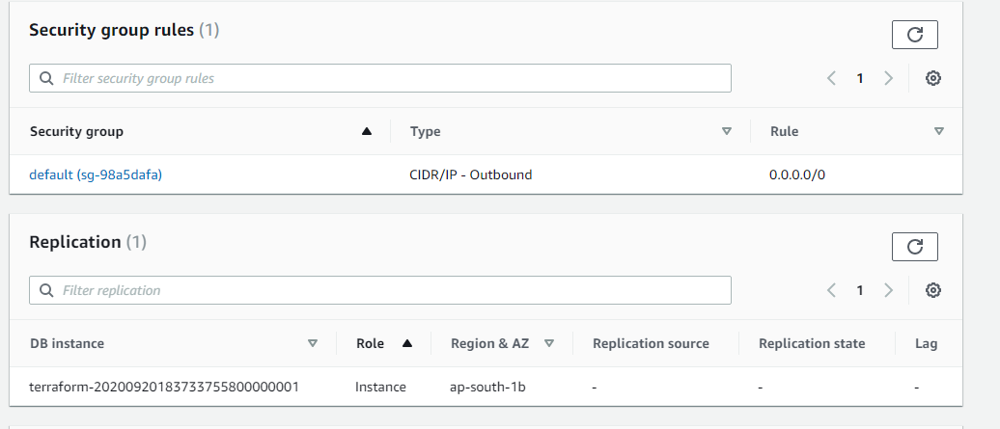 Security group rules (1)
Filter security group rules
1
Security group Type Rule
default (sg-98a5dafa) CIDR/IP - Outbound 0.0.0.0/0
Replication (1)
Filter replication
1
DB instance Role Region & AZ Replication source Replication state Lag
terraform-20200920183733755800000001 Instance ap-south-1b - - -